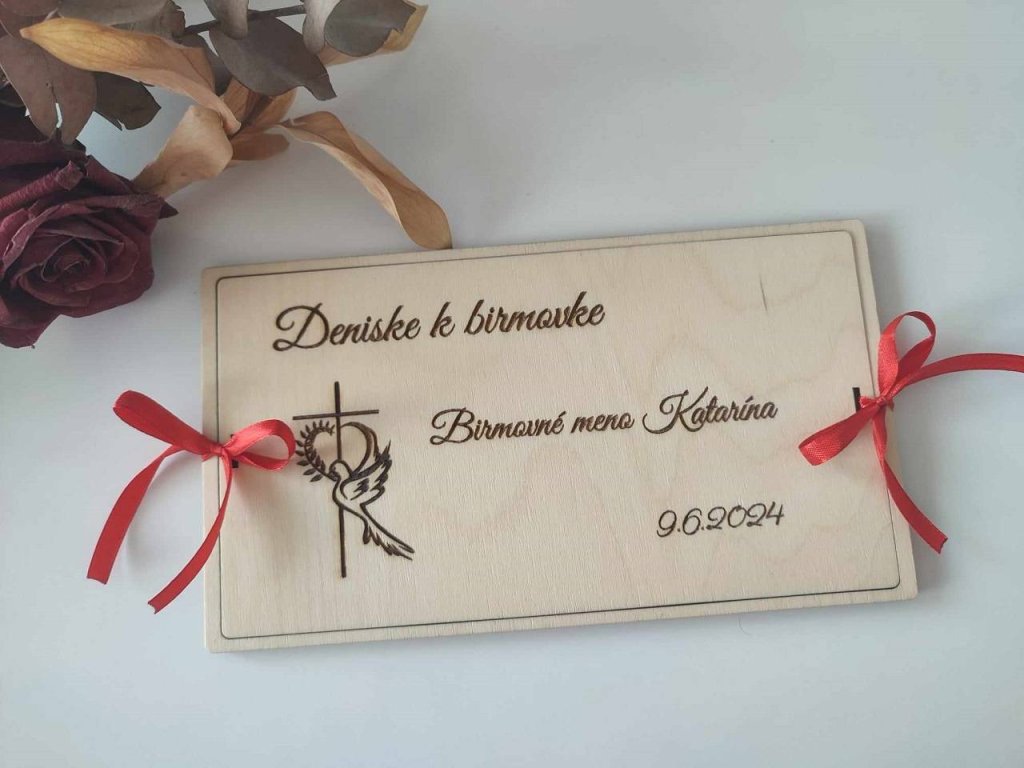 Deniske k birmovke
Birmovné meno Katarína
9.6.2024